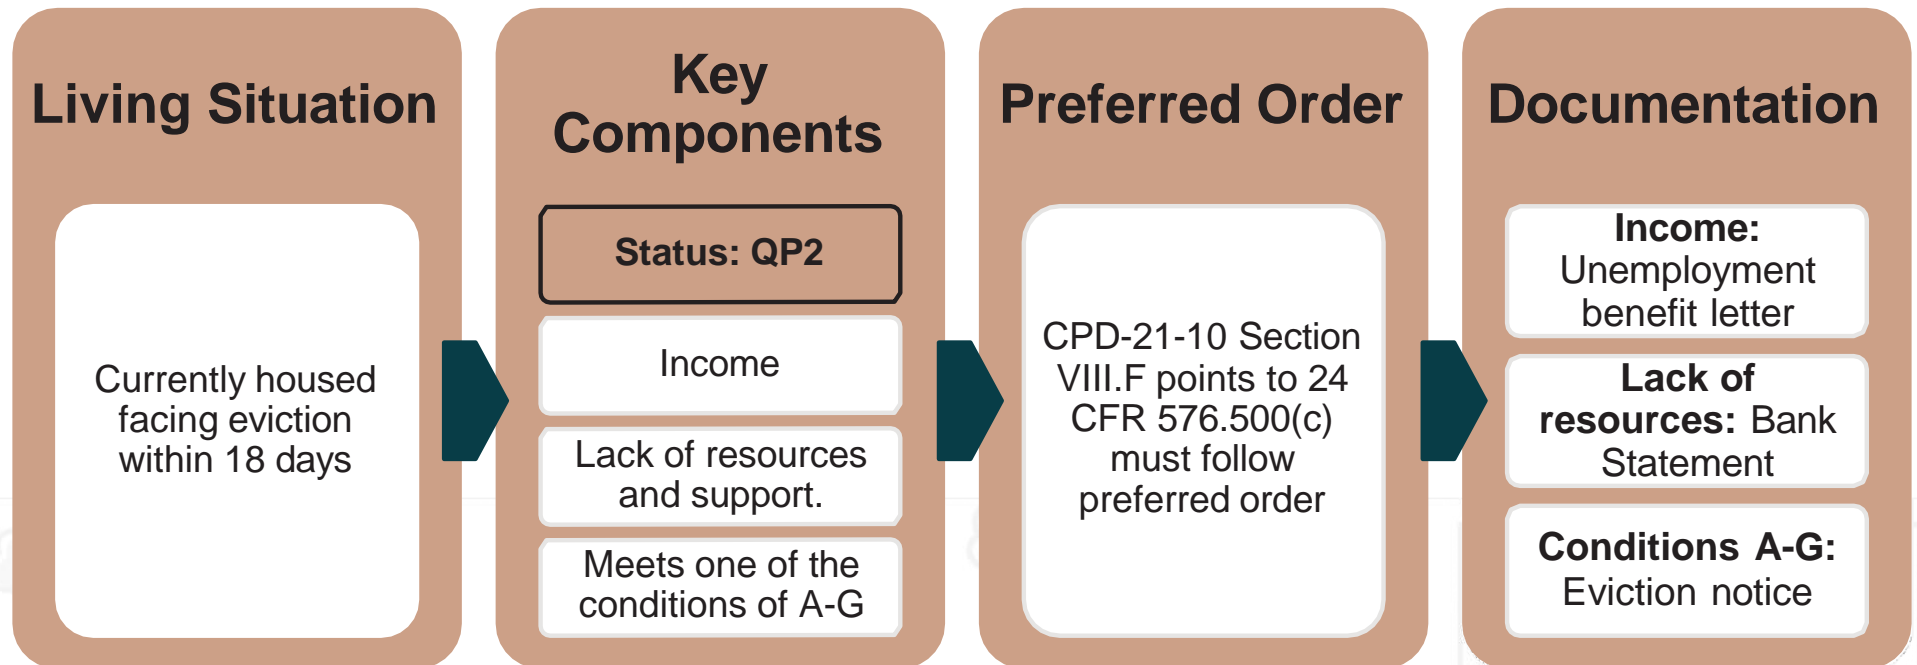 Living Situation
Currently housed
facing eviction
within 18 days
Key
Components
Status: QP2
Income
Lack of resources
and support.
Meets one of the
conditions of A-G
Preferred Order
CPD-21-10 Section
VIII.F points to 24
CFR 576.500(c)
must follow
preferred order
Documentation
Income:
Unemployment
benefit letter
Lack of
resources: Bank
Statement
Conditions A-G:
Eviction notice